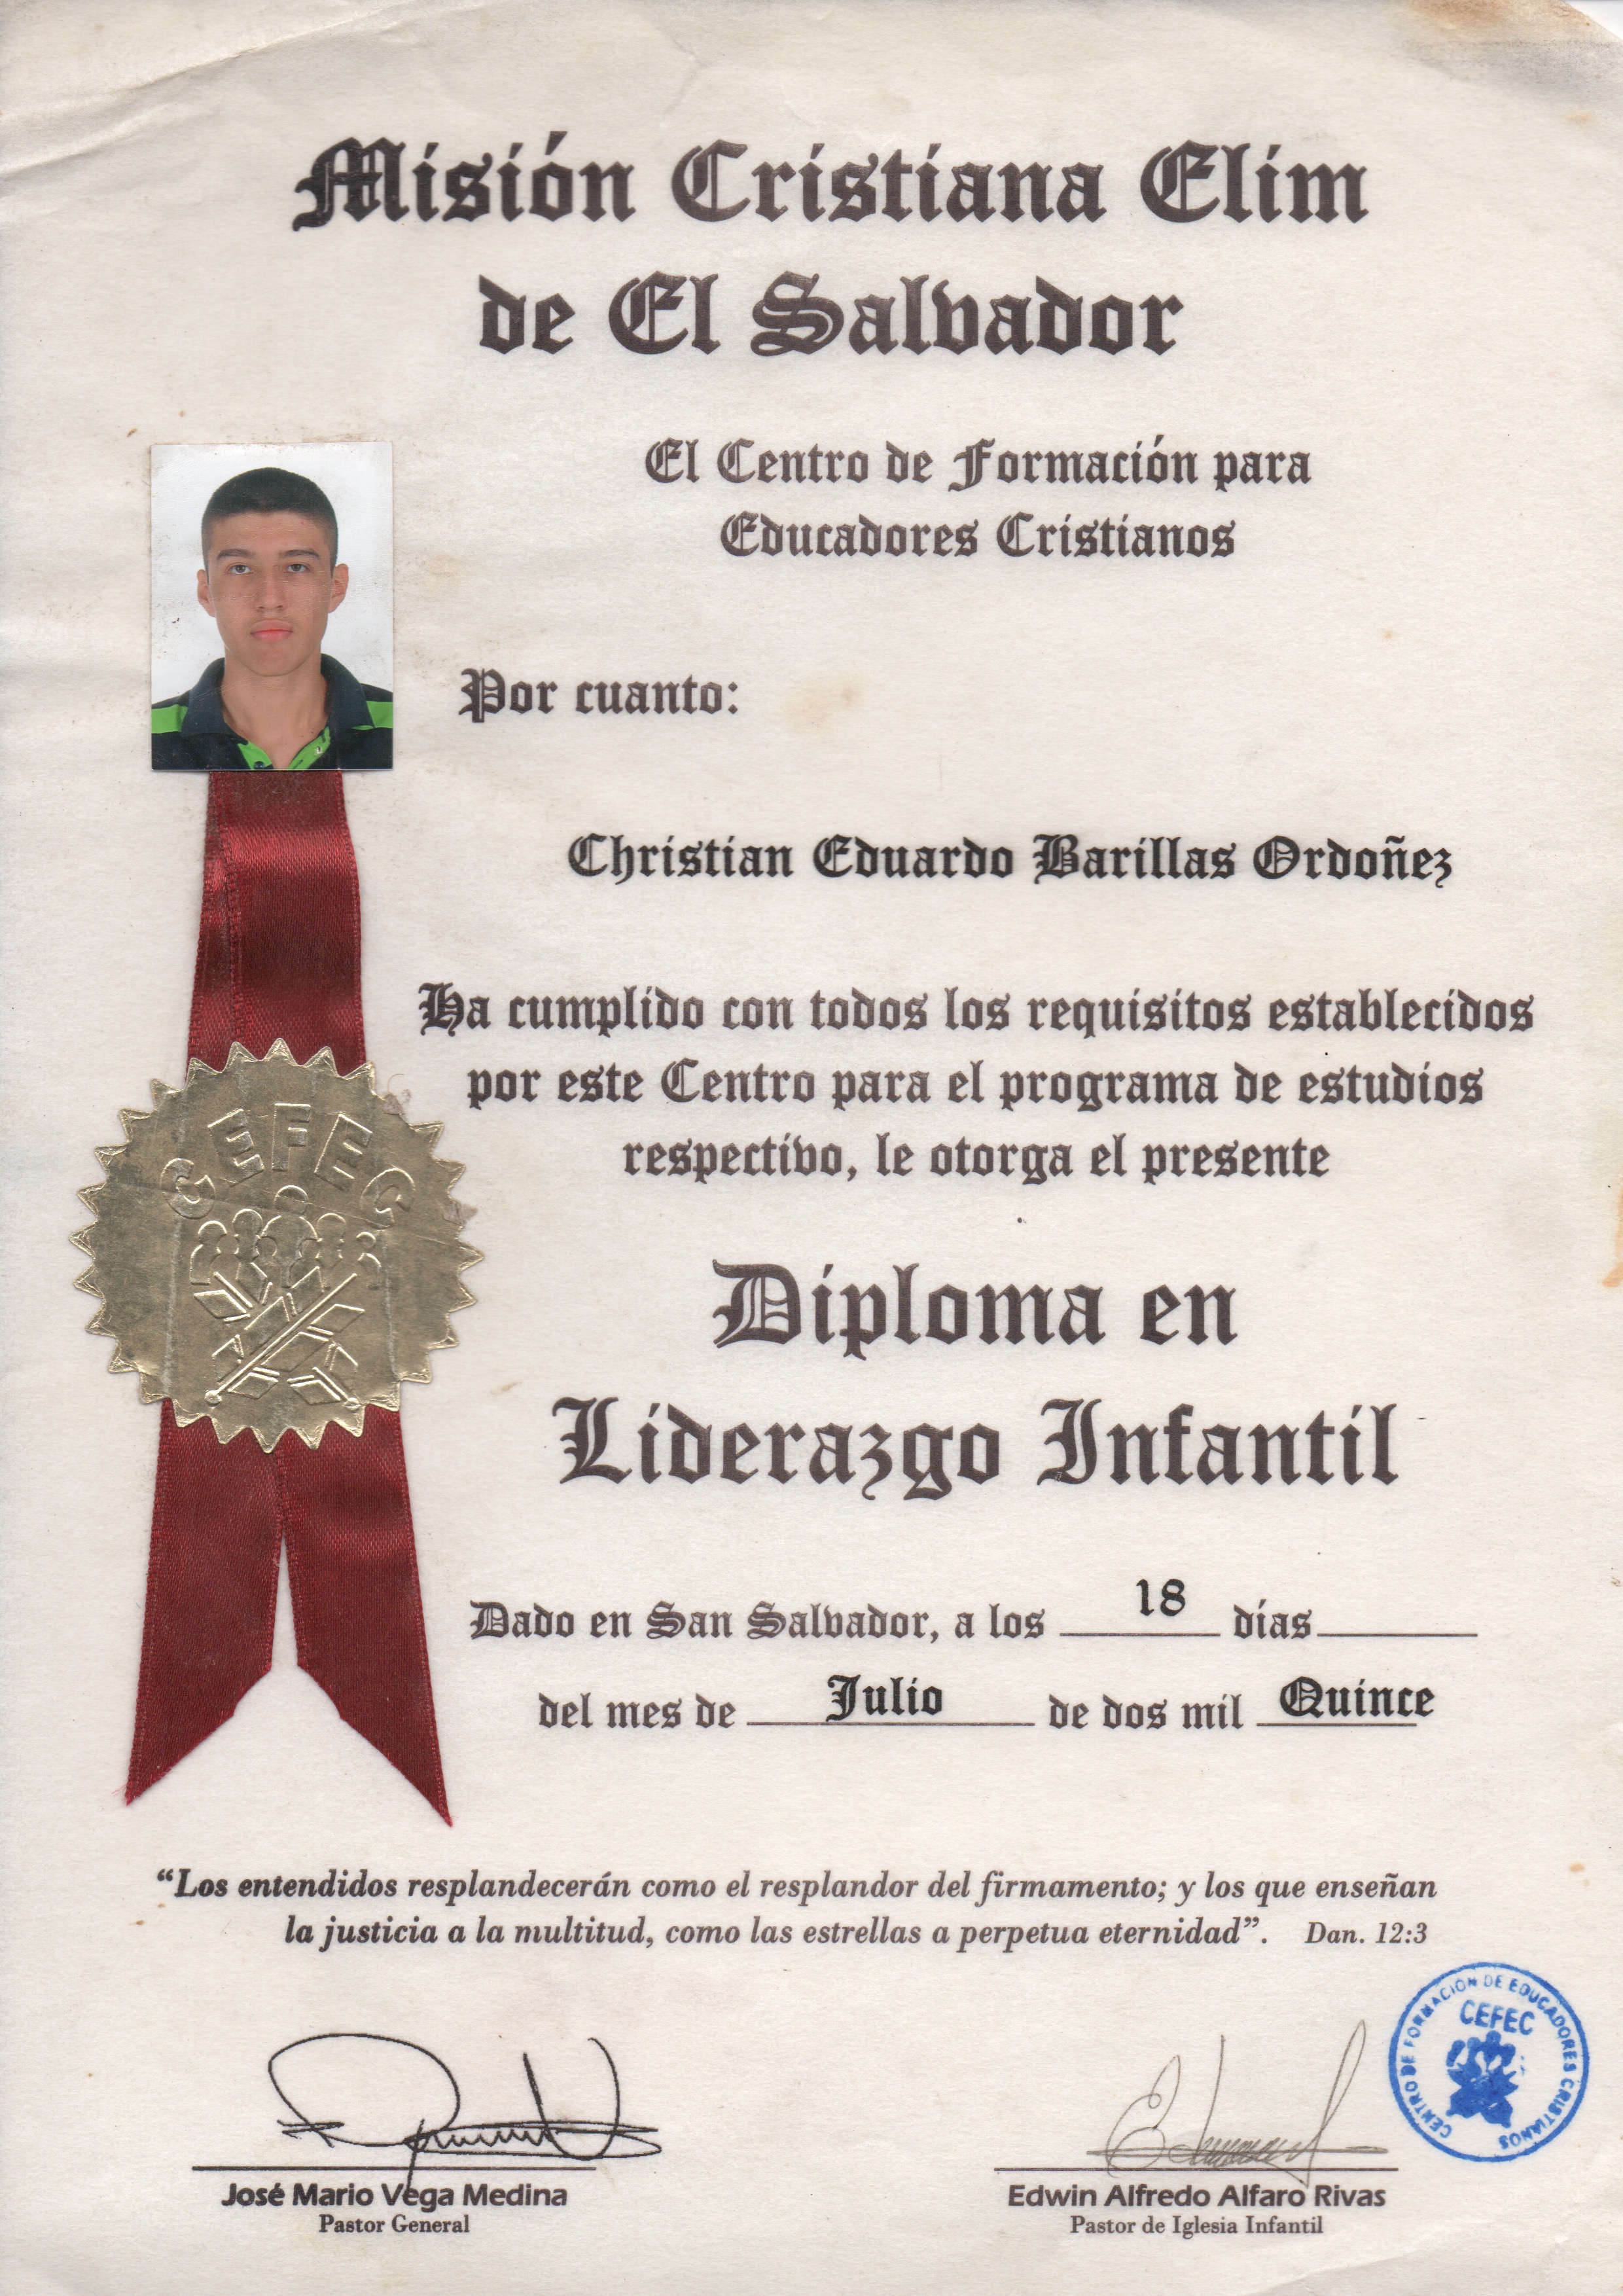 Misión Cristiana Elim
de El Salvador
El Centro de Formación para
Educadores Cristianos
Por cuanto:
Christian Eduardo Barillas Ordoñez
Ha cumplido con todos los requisitos establecidos
por este Centro para el programa de estudios
respectivo, le otorga el presente
CEFEC
Diploma en
Liderazgo Infantil
Dado en San Salvador, a los 18 días
del mes de Julio de dos mil Quince
“Los entendidos resplandecerán como el resplandor del firmamento; y los que enseñan
la justicia a la multitud, como las estrellas a perpetua eternidad”. Dan. 12:3
CENTRO DE FORMACION DE EDUCADORES CRISTIANOS
CEFEC
José Mario Vega Medina
Pastor General
Edwin Alfredo Alfaro Rivas
Pastor de Iglesia Infantil